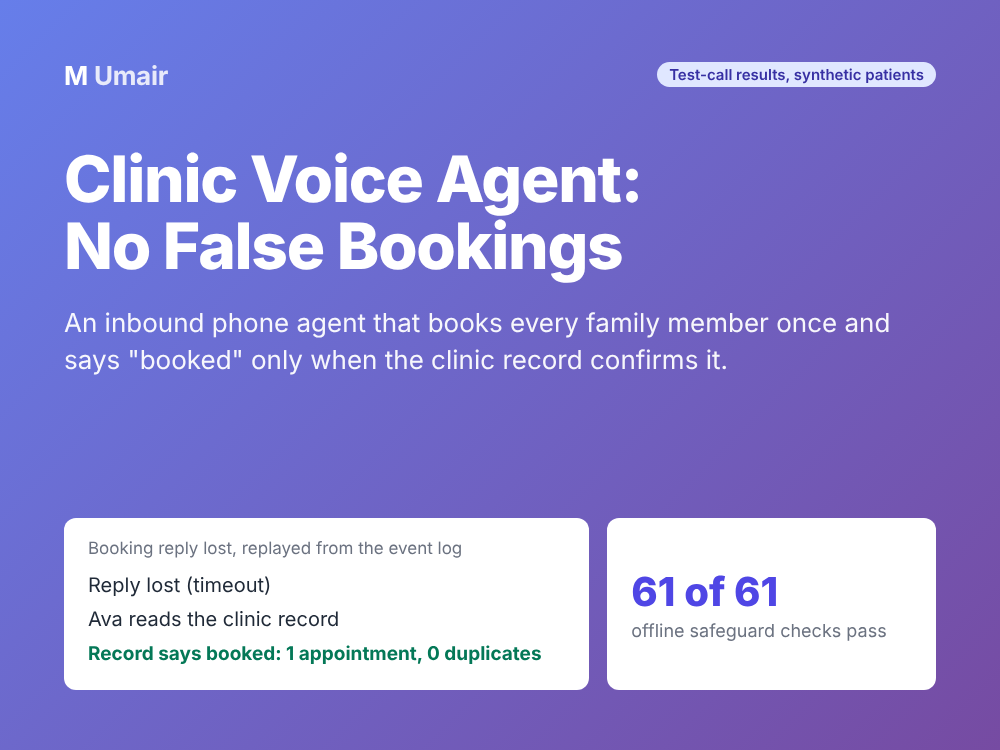 M Umair
Test-call results, synthetic patients
Clinic Voice Agent:
No False Bookings
An inbound phone agent that books every family member once and
says "booked" only when the clinic record confirms it.
Booking reply lost, replayed from the event log
Reply lost (timeout)
Ava reads the clinic record
Record says booked: 1 appointment, 0 duplicates
61 of 61
offline safeguard checks pass